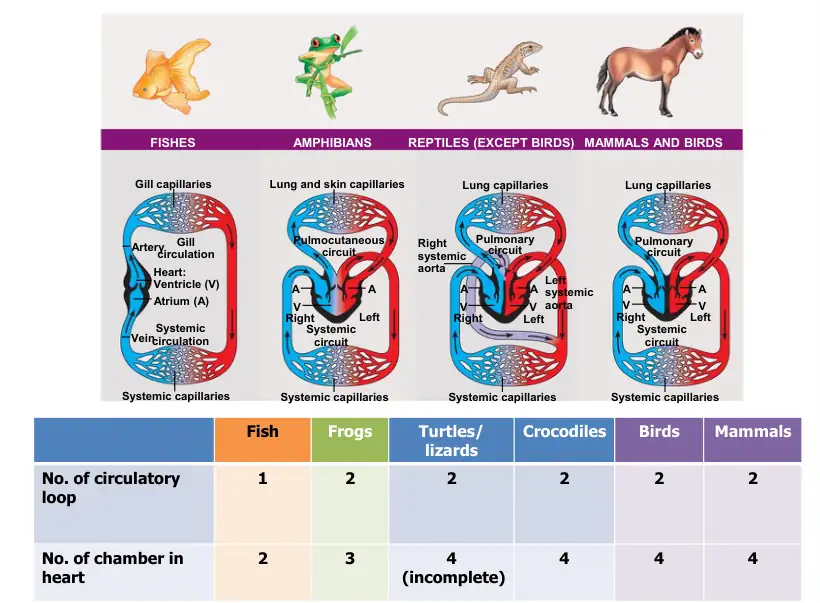 FISHES
AMPHIBIANS
REPTILES (EXCEPT BIRDS)
MAMMALS AND BIRDS
Gill capillaries
Artery
Gill
circulation
Heart:
Ventricle (V)
Atrium (A)
Systemic
circulation
Vein
Systemic capillaries
Lung and skin capillaries
Pulmocutaneous
circuit
A
A
V
Right
Left
Systemic
circuit
Systemic capillaries
Lung capillaries
Right
systemic
aorta
Pulmonary
circuit
Left
systemic
aorta
A
A
V
V
Right
Left
Systemic
circuit
Systemic capillaries
Lung capillaries
Pulmonary
circuit
A
A
V
V
Right
Left
Systemic
circuit
Systemic capillaries
Fish
Frogs
Turtles/
lizards
Crocodiles
Birds
Mammals
No. of circulatory
loop
1
2
2
2
2
2
No. of chamber in
heart
2
3
4
(incomplete)
4
4
4